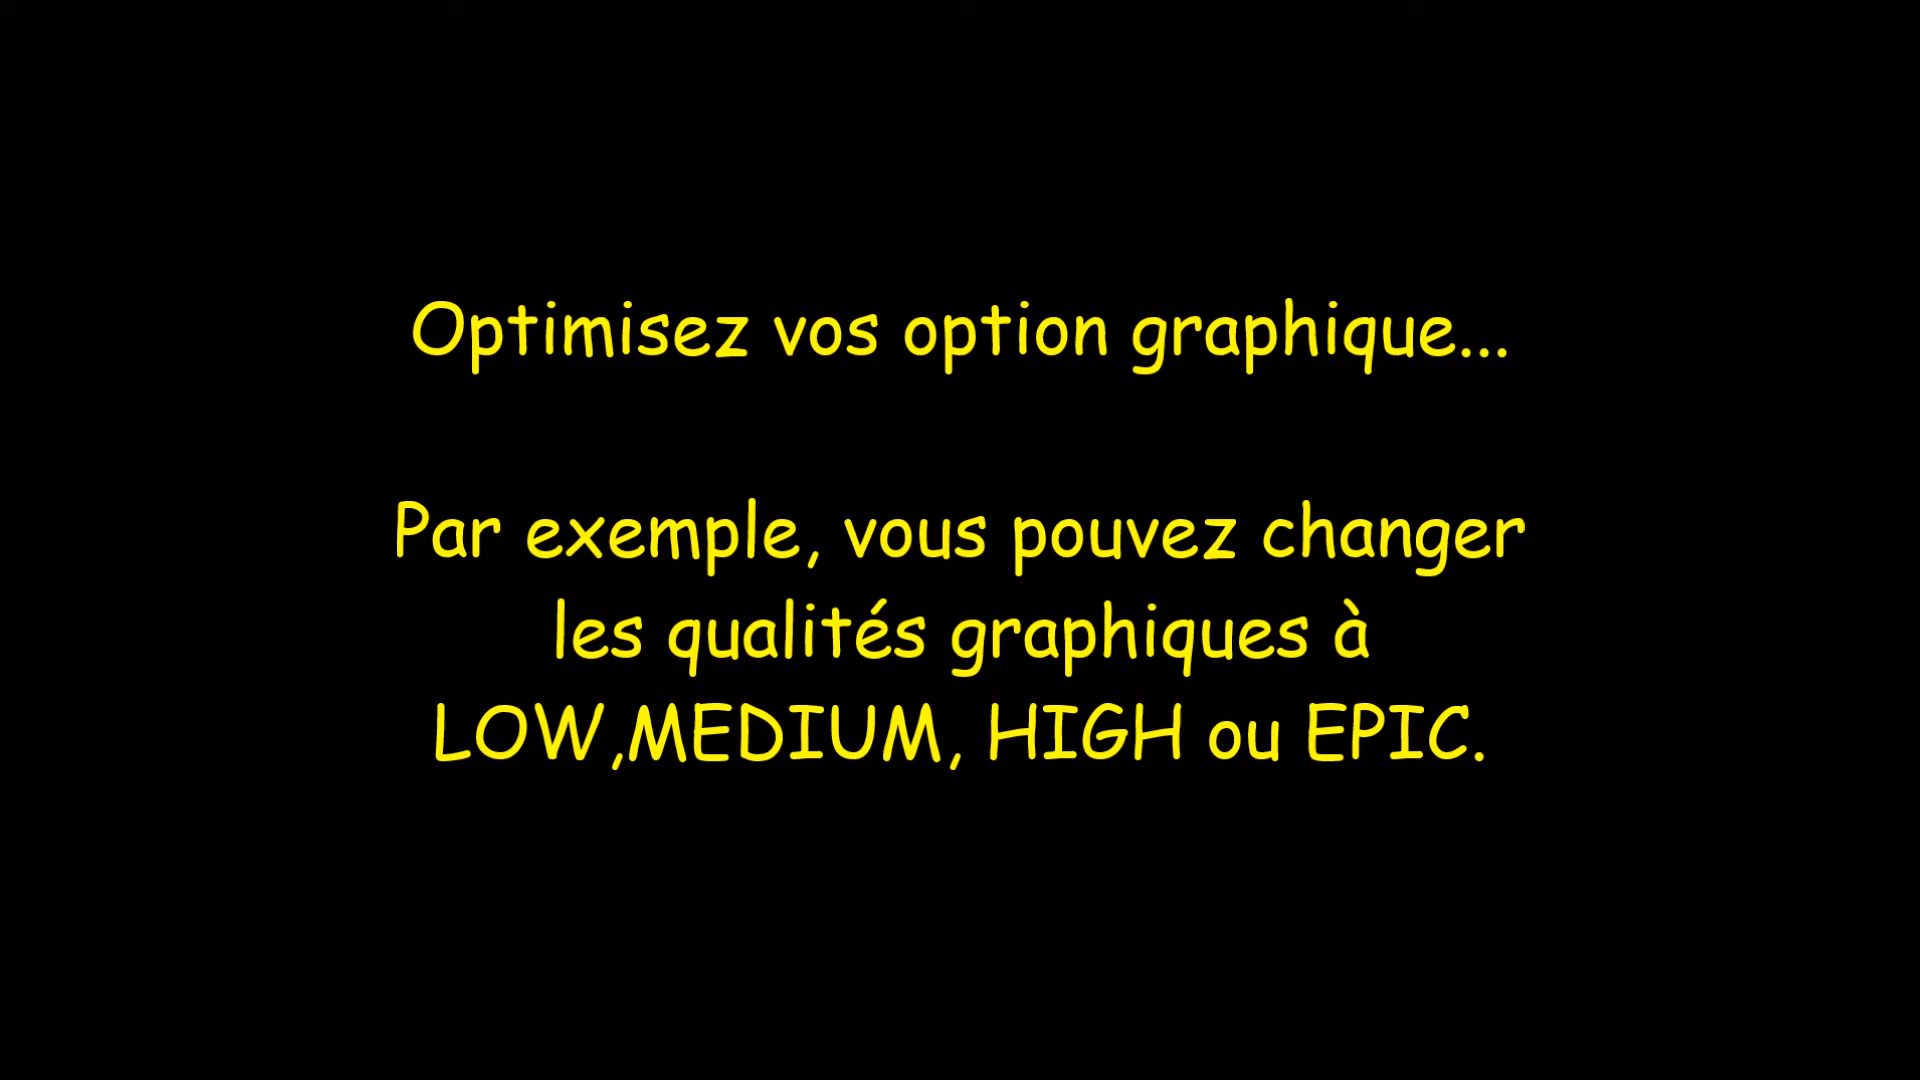 Optimisez vos option graphique...
Par exemple, vous pouvez changer
les qualités graphiques à
LOW,MEDIUM, HIGH ou EPIC.